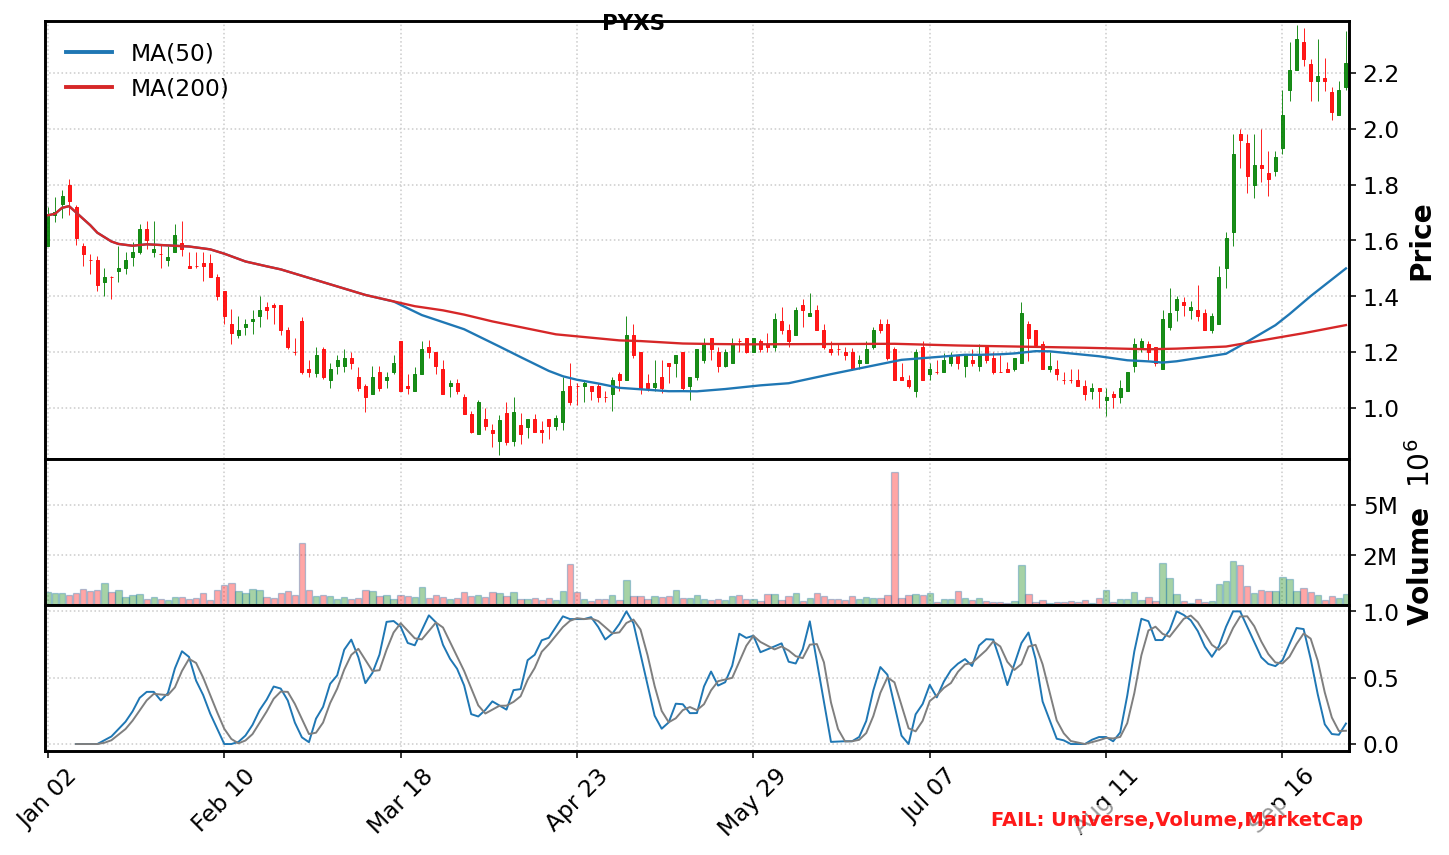 PYXS
MA(50)
MA(200)
2.2
2.0
1.8
1.6
1.4
1.2
1.0
Price
5M
2M
Volume 10^6
1.0
0.5
0.0
Jan 02
Feb 10
Mar 18
Apr 23
May 29
Jul 07
Aug 11
Sep 16
FAIL: Universe,Volume,MarketCap